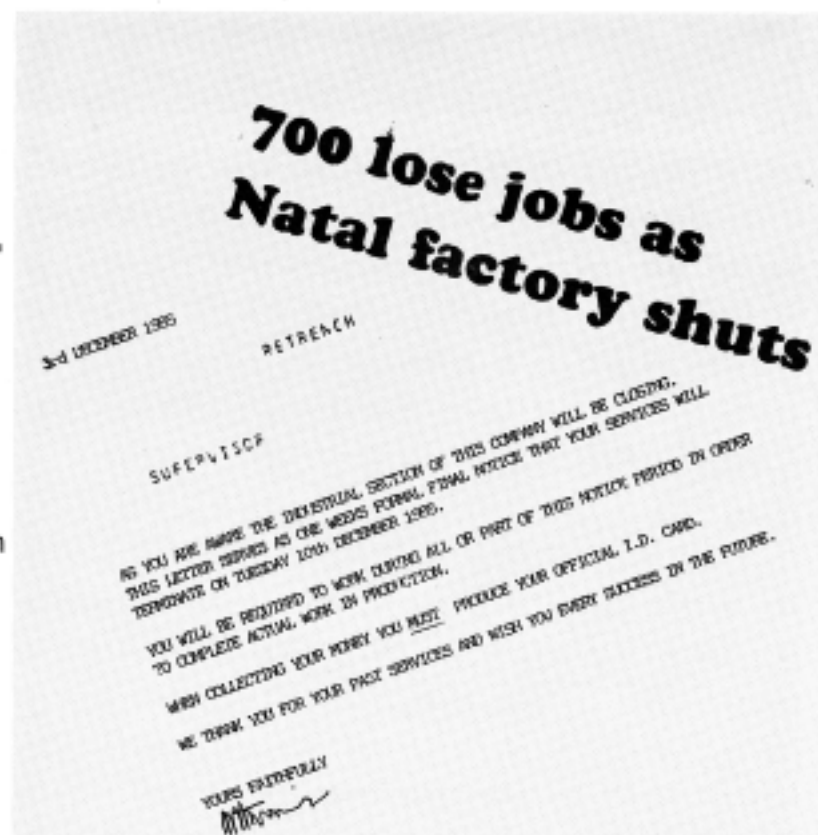 700 lose jobs as
Natal factory shuts
3rd DECEMBER 1985
RETRENCH
SUPERVISOR
AS YOU ARE AWARE THE INDUSTRIAL SECTION OF THIS COMPANY WILL BE CLOSING.
THIS LETTER SERVES AS ONE WEEKS FORMAL FINAL NOTICE THAT YOUR SERVICES WILL
TERMINATE ON TUESDAY 10th DECEMBER 1985.
YOU WILL BE REQUIRED TO WORK DURING ALL OR PART OF THIS NOTICE PERIOD IN ORDER
TO COMPLETE ACTUAL WORK IN PRODUCTION.
WHEN COLLECTING YOUR MONEY YOU MUST PRODUCE YOUR OFFICIAL I.D. CARD.
WE THANK YOU FOR YOUR PAST SERVICES AND WISH YOU EVERY SUCCESS IN THE FUTURE.
YOURS FAITHFULLY